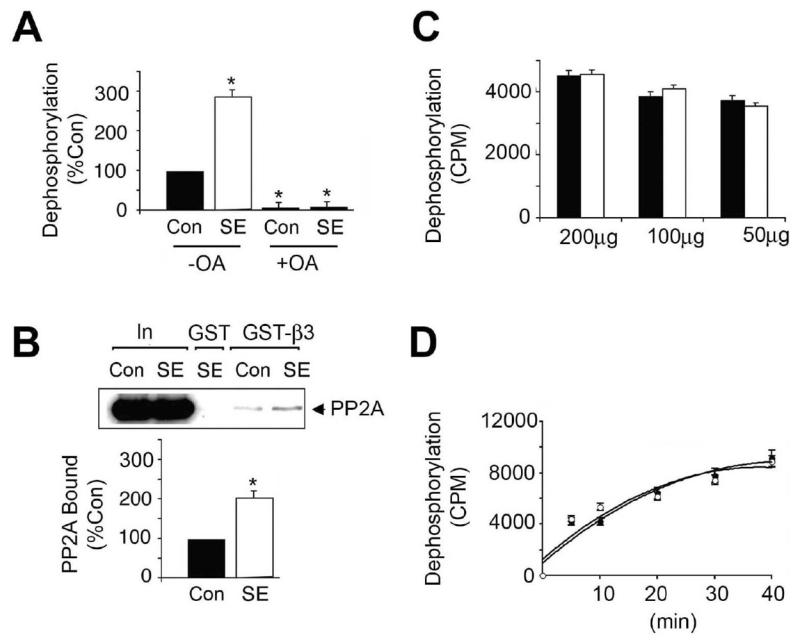 A
Dephosphorylation
(%Con)
300
200
100
0
*
* *
Con SE Con SE
-OA +OA
B
In GST GST-β3
Con SE SE Con SE
PP2A
PP2A Bound
(%Con)
300
200
100
0
*
Con SE
C
Dephosphorylation
(CPM)
4000
2000
0
200µg 100µg 50µg
D
Dephosphorylation
(CPM)
12000
8000
4000
0
10 20 30 40
(min)